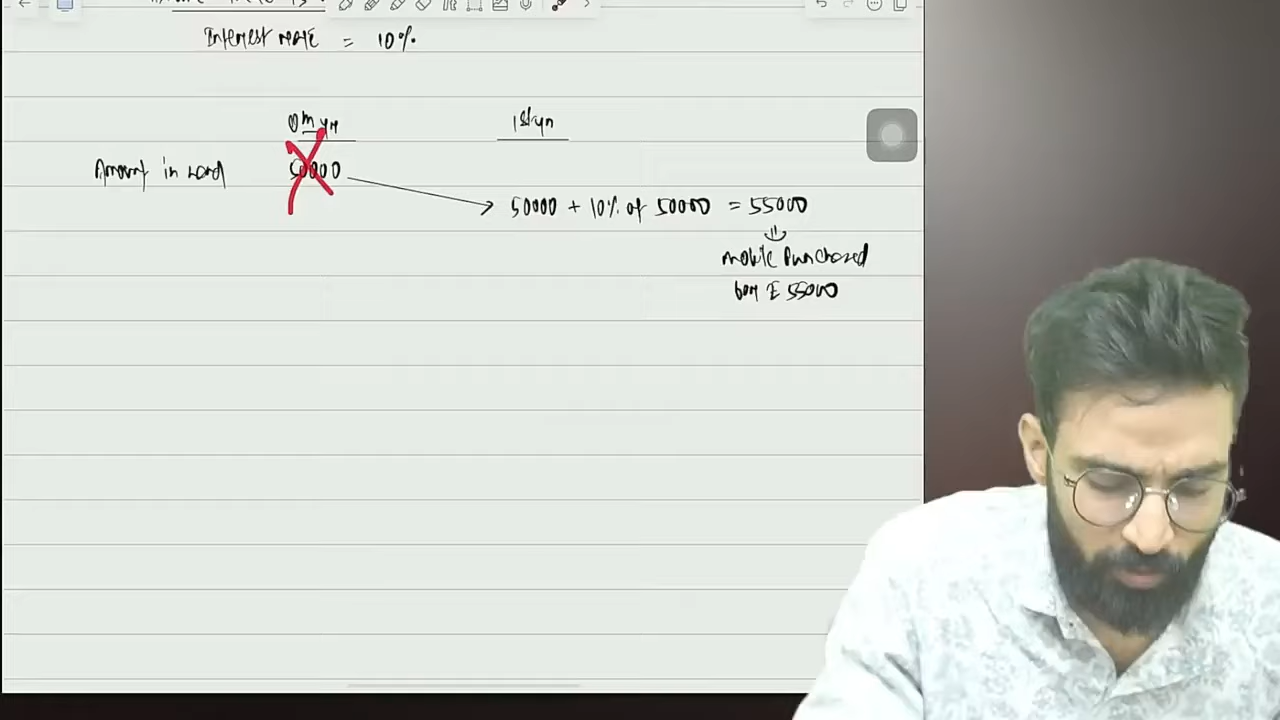 Interest rate = 10%
0th yr 1st yr
Amount in hand 50000
50000 + 10% of 50000 = 55000
mobile Purchased
for ₹ 55000